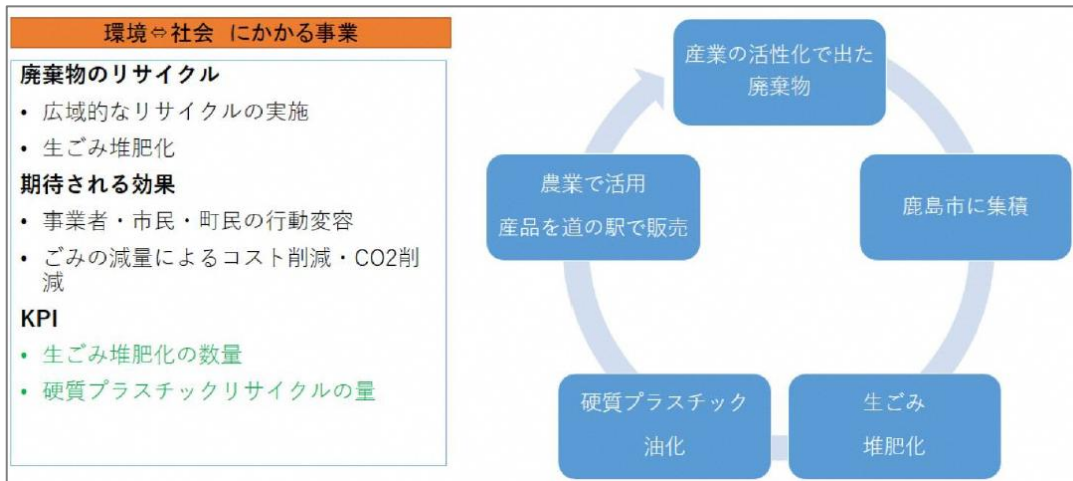 環境⇔社会 にかかる事業
廃棄物のリサイクル
• 広域的なリサイクルの実施
• 生ごみ堆肥化
期待される効果
• 事業者・市民・町民の行動変容
• ごみの減量によるコスト削減・CO2削
減
KPI
• 生ごみ堆肥化の数量
• 硬質プラスチックリサイクルの量
産業の活性化で出た
廃棄物
鹿島市に集積
生ごみ
堆肥化
硬質プラスチック
油化
農業で活用
産品を道の駅で販売